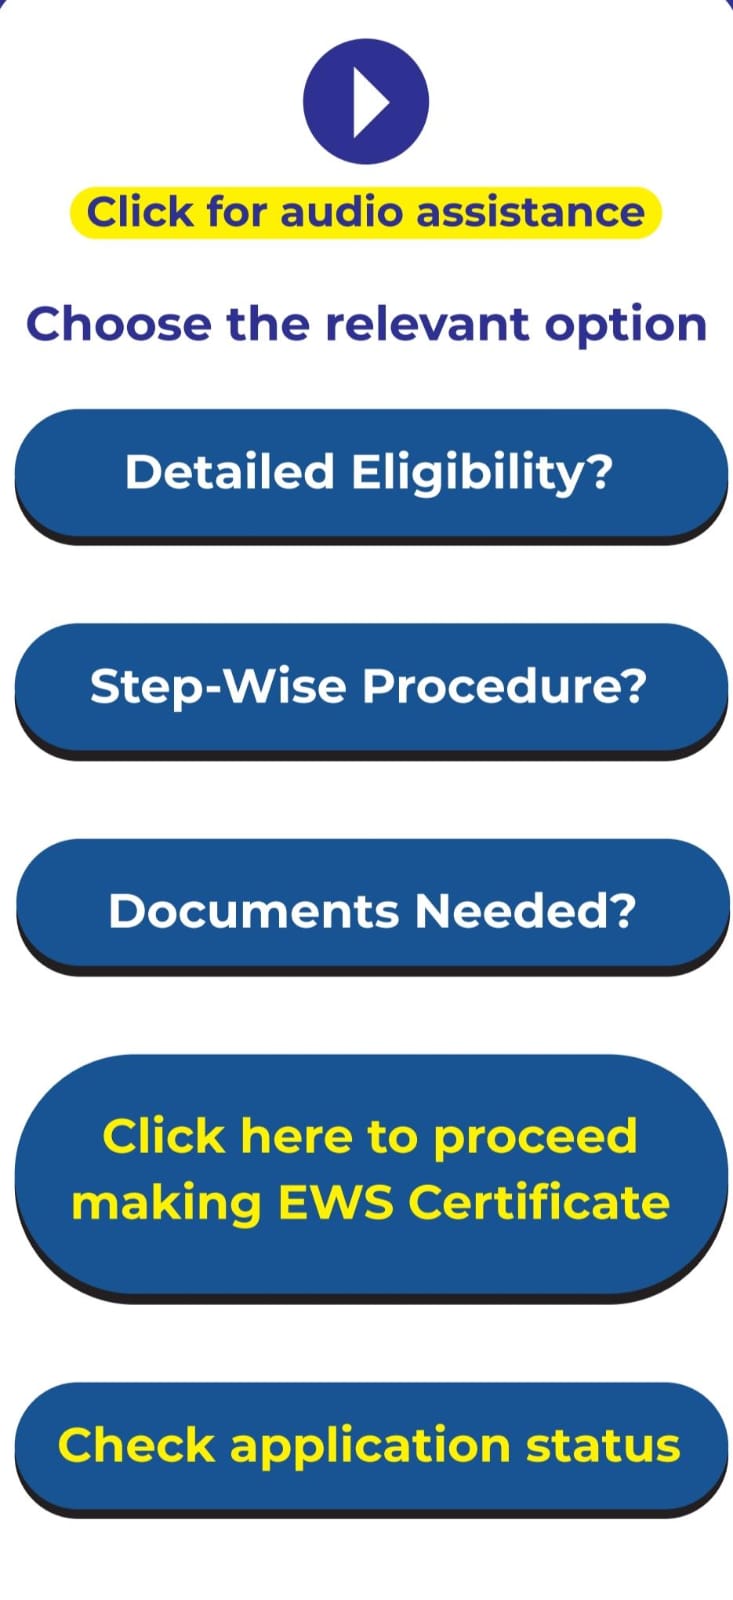 Click for audio assistance
Choose the relevant option
Detailed Eligibility?
Step-Wise Procedure?
Documents Needed?
Click here to proceed
making EWS Certificate
Check application status